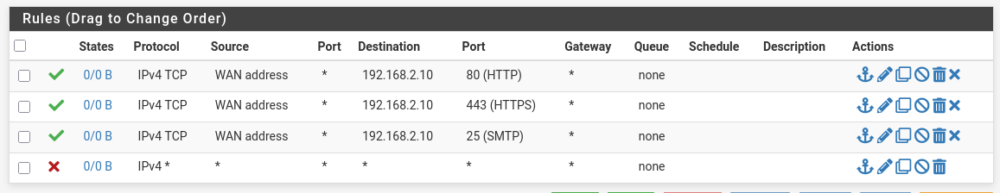 Rules (Drag to Change Order)
States Protocol Source Port Destination Port Gateway Queue Schedule Description Actions
0/0 B IPv4 TCP WAN address * 192.168.2.10 80 (HTTP) * none
0/0 B IPv4 TCP WAN address * 192.168.2.10 443 (HTTPS) * none
0/0 B IPv4 TCP WAN address * 192.168.2.10 25 (SMTP) * none
0/0 B IPv4 * * * * * * none